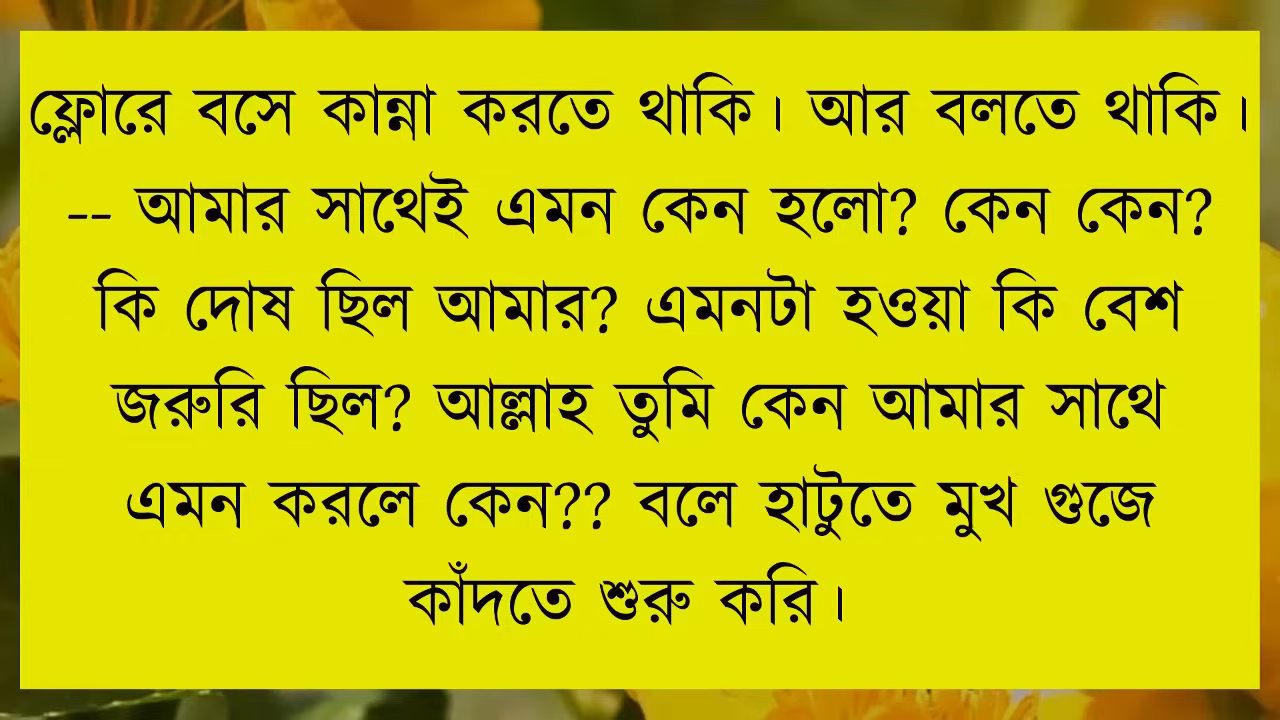 ফ্লোরে বসে কান্না করতে থাকি। আর বলতে থাকি।
-- আমার সাথেই এমন কেন হলো? কেন কেন?
কি দোষ ছিল আমার? এমনটা হওয়া কি বেশ
জরুরি ছিল? আল্লাহ তুমি কেন আমার সাথে
এমন করলে কেন?? বলে হাটুতে মুখ গুজে
কাঁদতে শুরু করি।